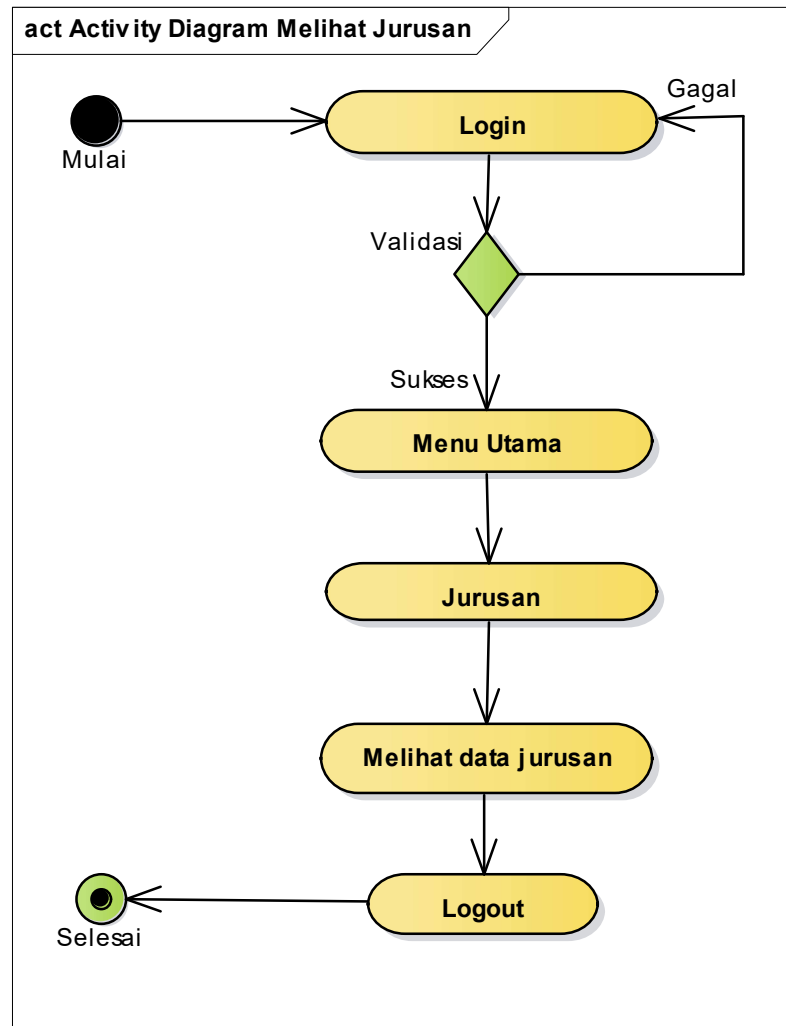 act Activity Diagram Melihat Jurusan
Gagal
Login
Mulai
Validasi
Sukses
Menu Utama
Jurusan
Melihat data jurusan
Logout
Selesai